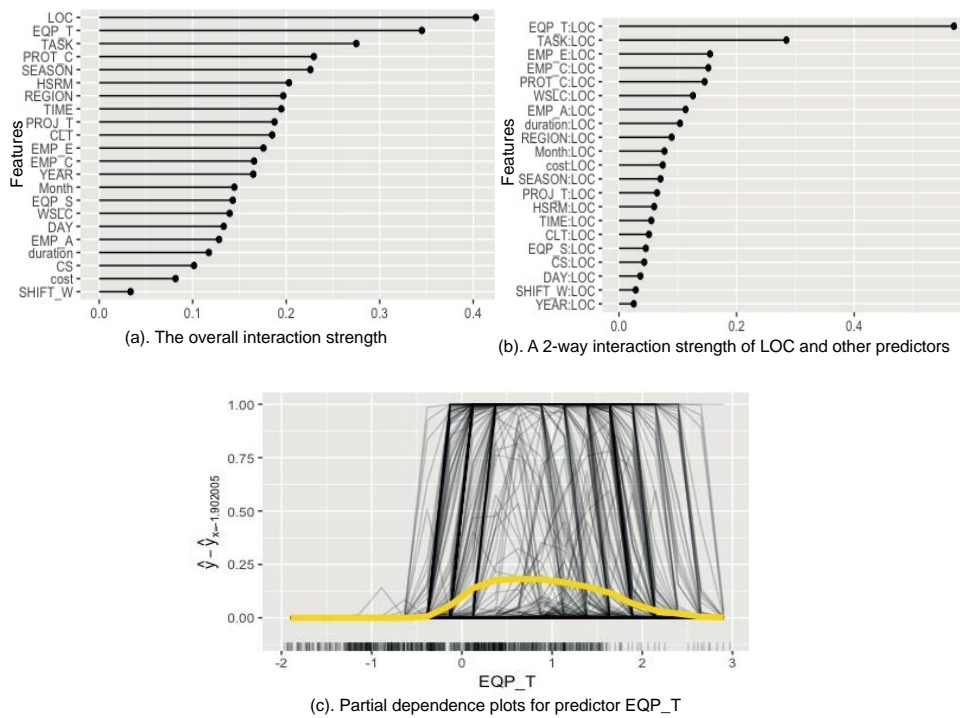 LOC
EQP_T
TASK
PROT_C
SEASON
HSRM
REGION
TIME
PROJ_T
CLT
EMP_E
EMP_C
YEAR
Month
EQP_S
WSLC
DAY
EMP_A
duration
CS
cost
SHIFT_W
Features
0.0 0.1 0.2 0.3 0.4
(a). The overall interaction strength
EQP_T:LOC
TASK:LOC
EMP_E:LOC
EMP_C:LOC
PROT_C:LOC
WSLC:LOC
EMP_A:LOC
duration:LOC
REGION:LOC
Month:LOC
cost:LOC
SEASON:LOC
PROJ_T:LOC
HSRM:LOC
TIME:LOC
CLT:LOC
EQP_S:LOC
CS:LOC
DAY:LOC
SHIFT_W:LOC
YEAR:LOC
Features
0.0 0.2 0.4
(b). A 2-way interaction strength of LOC and other predictors
1.00
0.75
0.50
0.25
0.00
ŷ − ŷx=-1.902005
-2 -1 0 1 2 3
EQP_T
(c). Partial dependence plots for predictor EQP_T